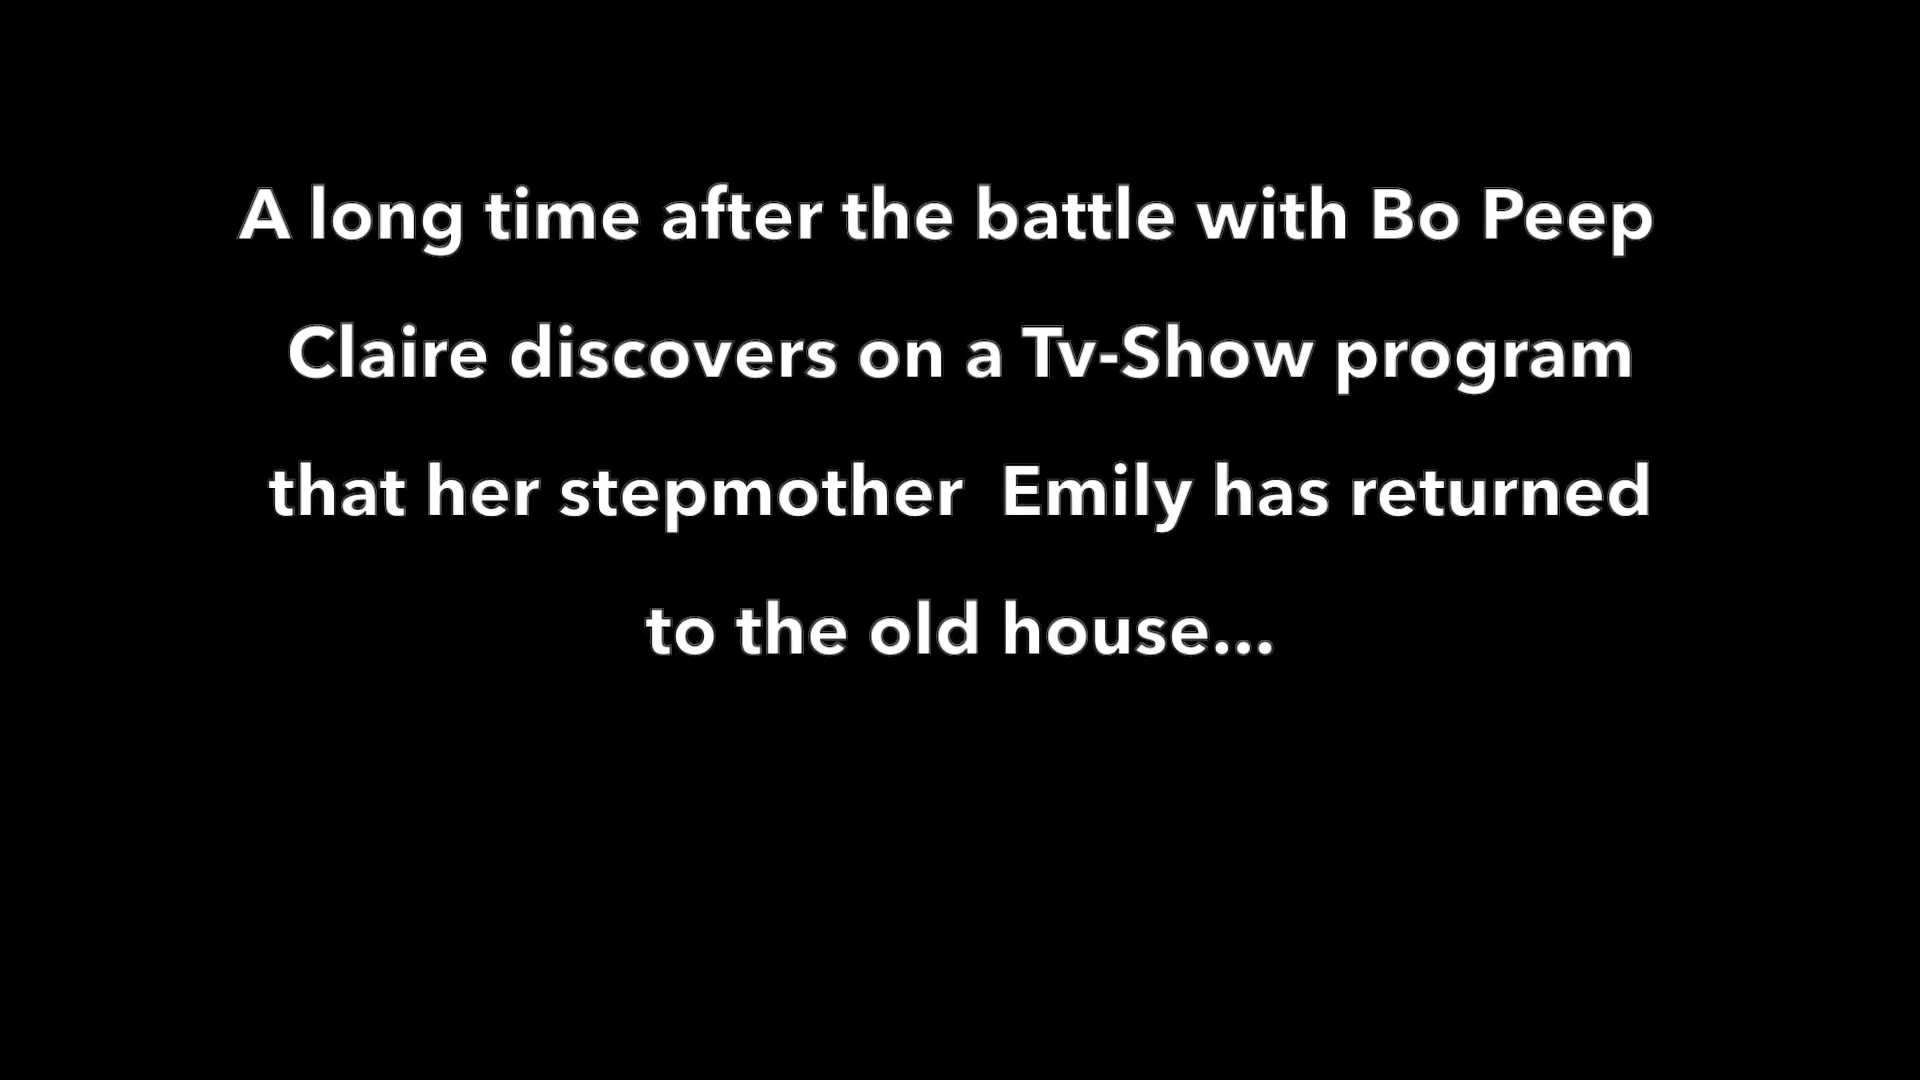 A long time after the battle with Bo Peep
Claire discovers on a Tv-Show program
that her stepmother  Emily has returned
to the old house...